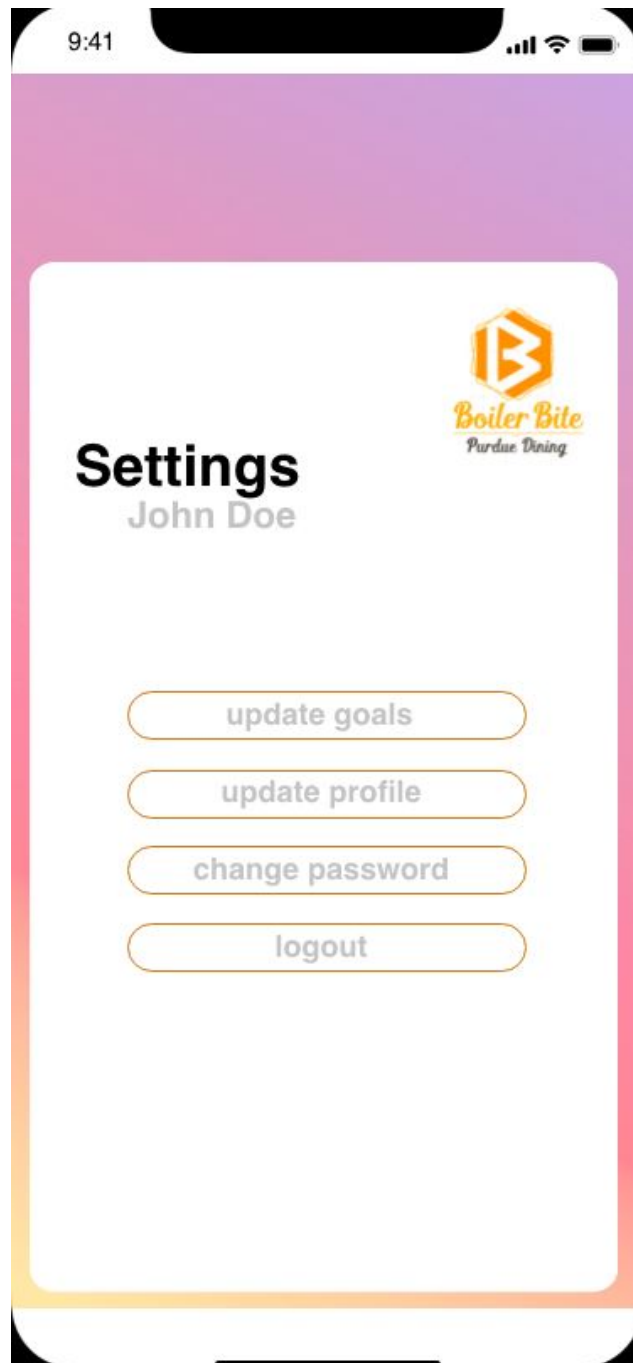 9:41
Boiler Bite
Purdue Dining
Settings
John Doe
update goals
update profile
change password
logout